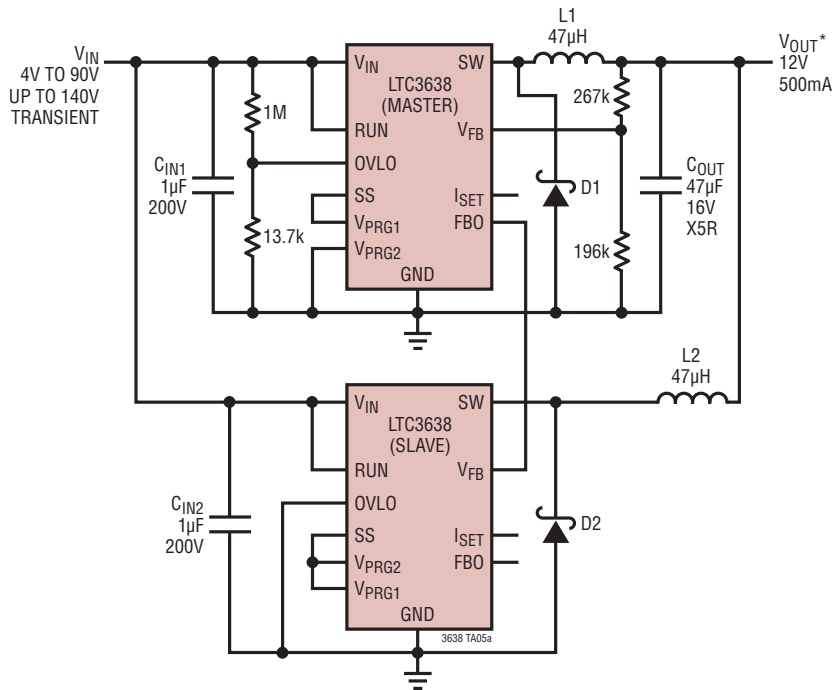 VIN
4V TO 90V
UP TO 140V
TRANSIENT
CIN1
1µF
200V
1M
13.7k
VIN
RUN
OVLO
SS
VPRG1
VPRG2
LTC3638
(MASTER)
GND
SW
VFB
ISET
FBO
L1
47µH
267k
196k
D1
COUT
47µF
16V
X5R
VOUT*
12V
500mA
CIN2
1µF
200V
VIN
RUN
OVLO
SS
VPRG2
VPRG1
LTC3638
(SLAVE)
GND
SW
VFB
ISET
FBO
L2
47µH
D2
3638 TA05a